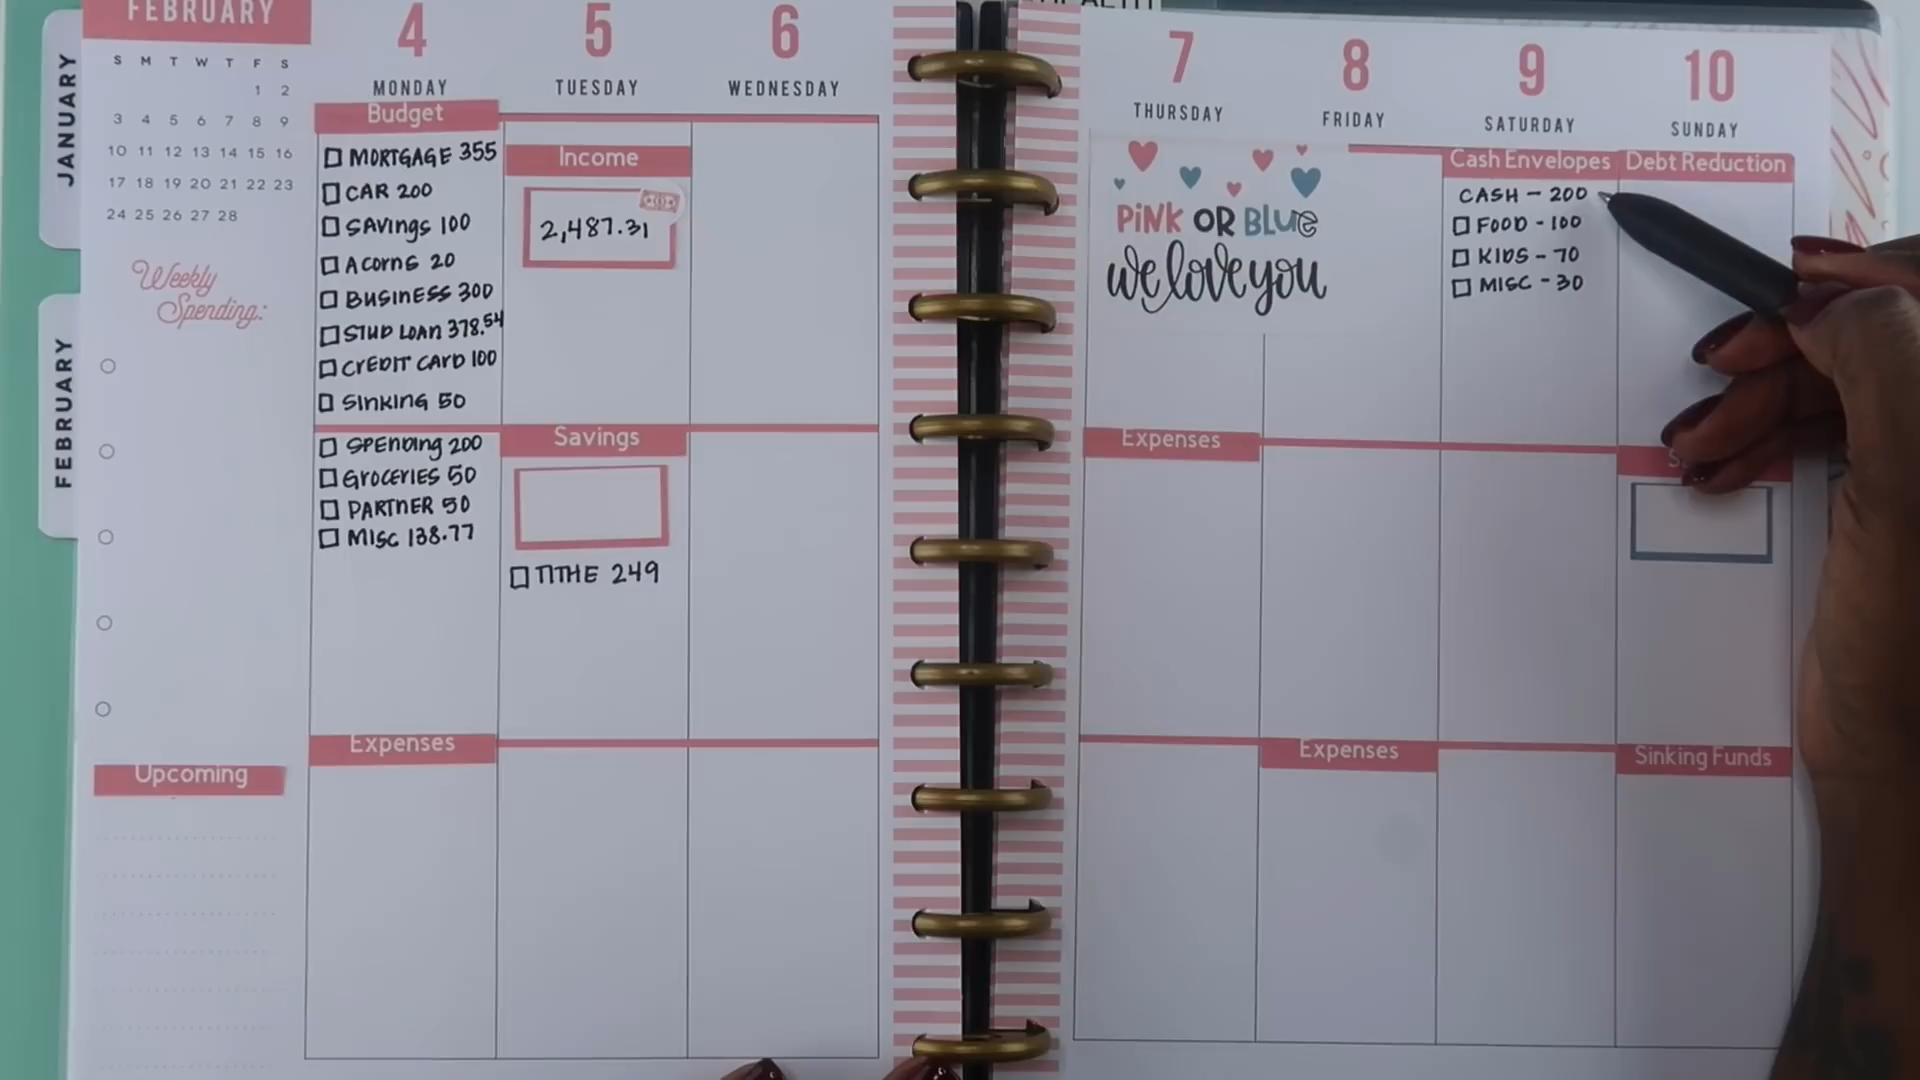 JANUARY
FEBRUARY
FEBRUARY
S M T W T F S
1 2
3 4 5 6 7 8 9
10 11 12 13 14 15 16
17 18 19 20 21 22 23
24 25 26 27 28
Weekly
Spending:
Upcoming
4
MONDAY
Budget
MORTGAGE 355
CAR 200
SAVINGS 100
ACORNS 20
BUSINESS 300
STUD LOAN 378.54
CREDIT CARD 100
SINKING 50
SPENDING 200
GROCERIES 50
PARTNER 50
MISC 138.77
Expenses
5
TUESDAY
Income
2,487.31
Savings
TITHE 249
6
WEDNESDAY
7
THURSDAY
PINK OR BLUE
we love you
Expenses
8
FRIDAY
Expenses
9
SATURDAY
Cash Envelopes
CASH - 200
FOOD - 100
KIDS - 70
MISC - 30
10
SUNDAY
Debt Reduction
Sinking Funds